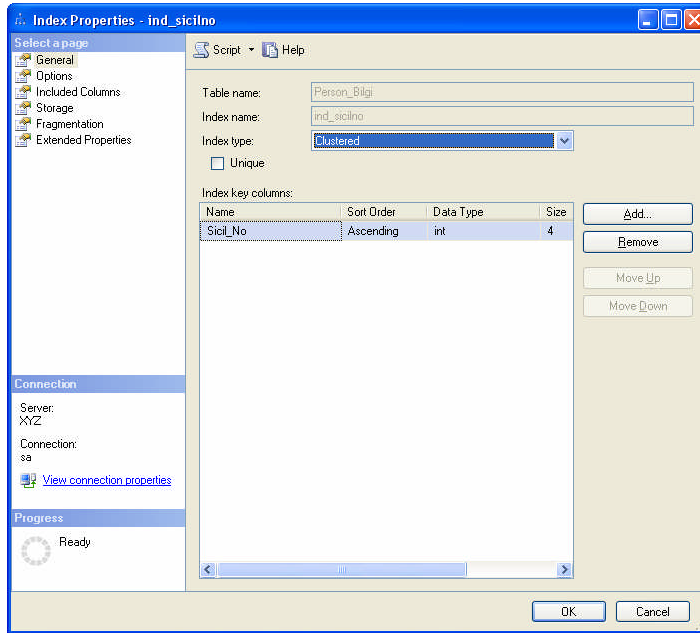 Index Properties - ind_sicilno
Select a page
General
Options
Included Columns
Storage
Fragmentation
Extended Properties
Connection
Server:
XYZ
Connection:
sa
View connection properties
Progress
Ready
Script Help
Table name: Person_Bilgi
Index name: ind_sicilno
Index type: Clustered
Unique
Index key columns:
Name Sort Order Data Type Size
Sicil_No Ascending int 4
Add...
Remove
Move Up
Move Down
OK Cancel